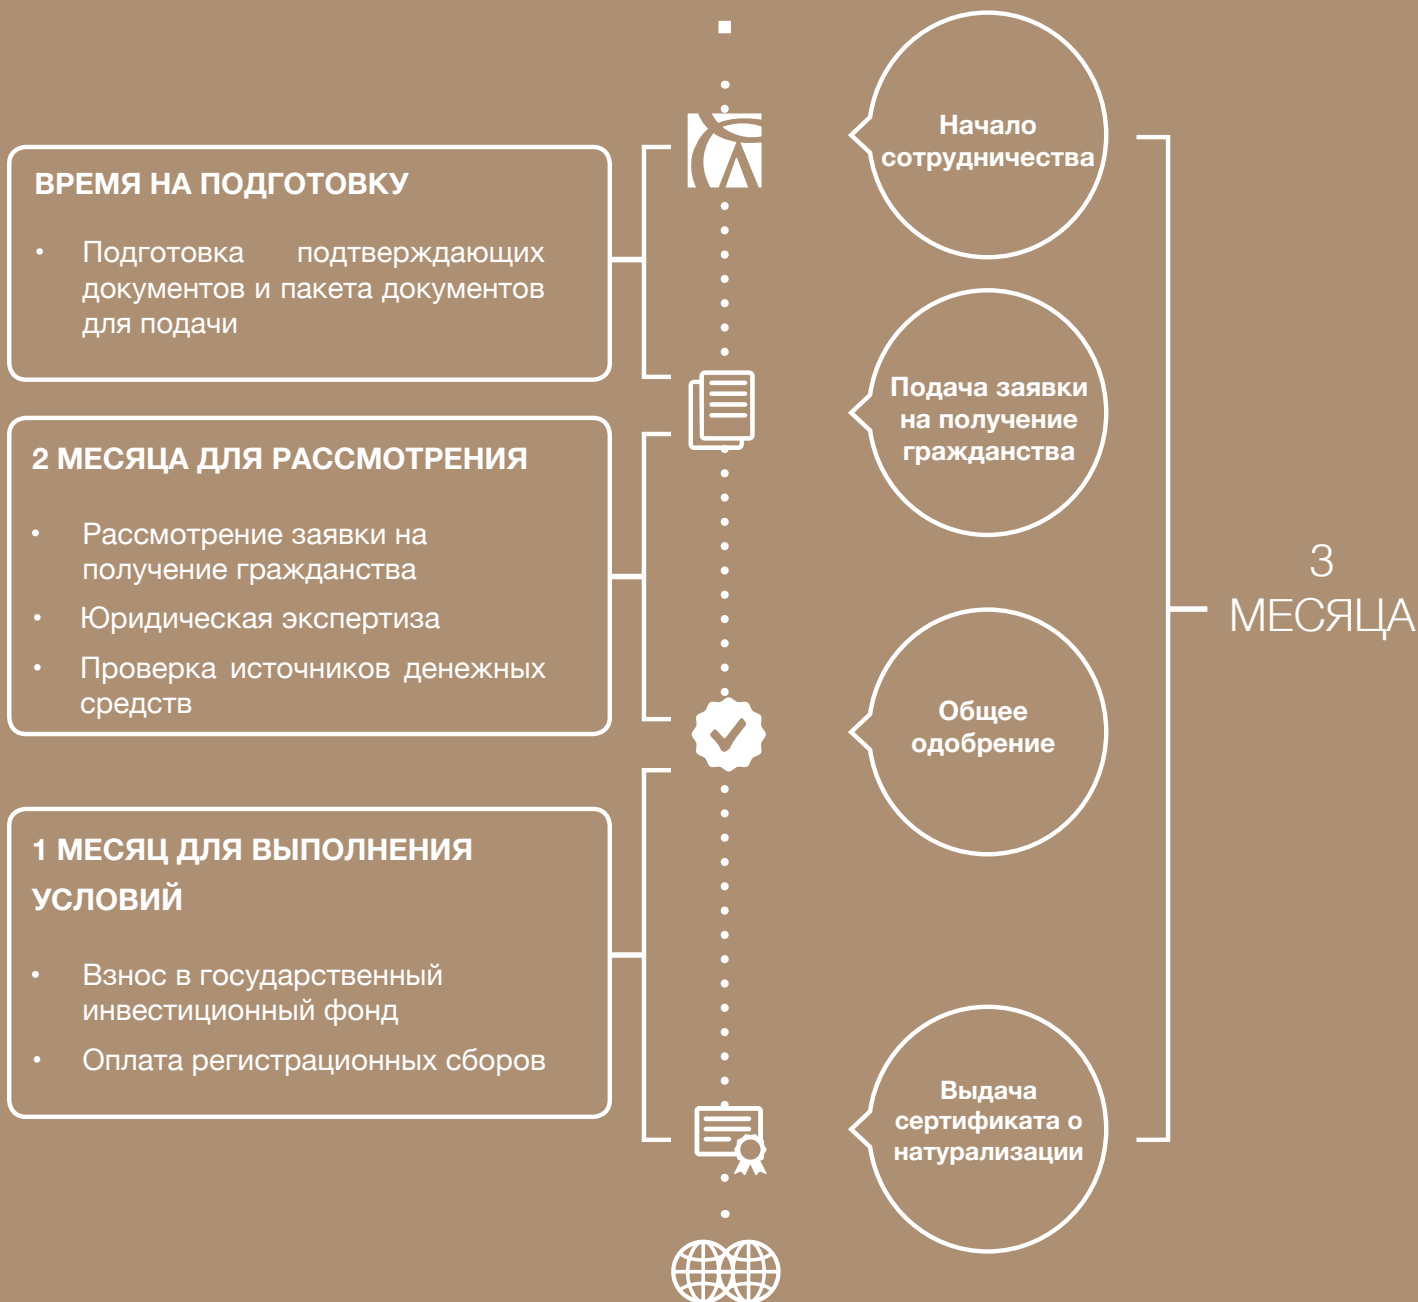 Начало
сотрудничества
ВРЕМЯ НА ПОДГОТОВКУ
• Подготовка подтверждающих
документов и пакета документов
для подачи
Подача заявки
на получение
гражданства
2 МЕСЯЦА ДЛЯ РАССМОТРЕНИЯ
• Рассмотрение заявки на
получение гражданства
• Юридическая экспертиза
• Проверка источников денежных
средств
3
МЕСЯЦА
Общее
одобрение
1 МЕСЯЦ ДЛЯ ВЫПОЛНЕНИЯ
УСЛОВИЙ
• Взнос в государственный
инвестиционный фонд
• Оплата регистрационных сборов
Выдача
сертификата о
натурализации